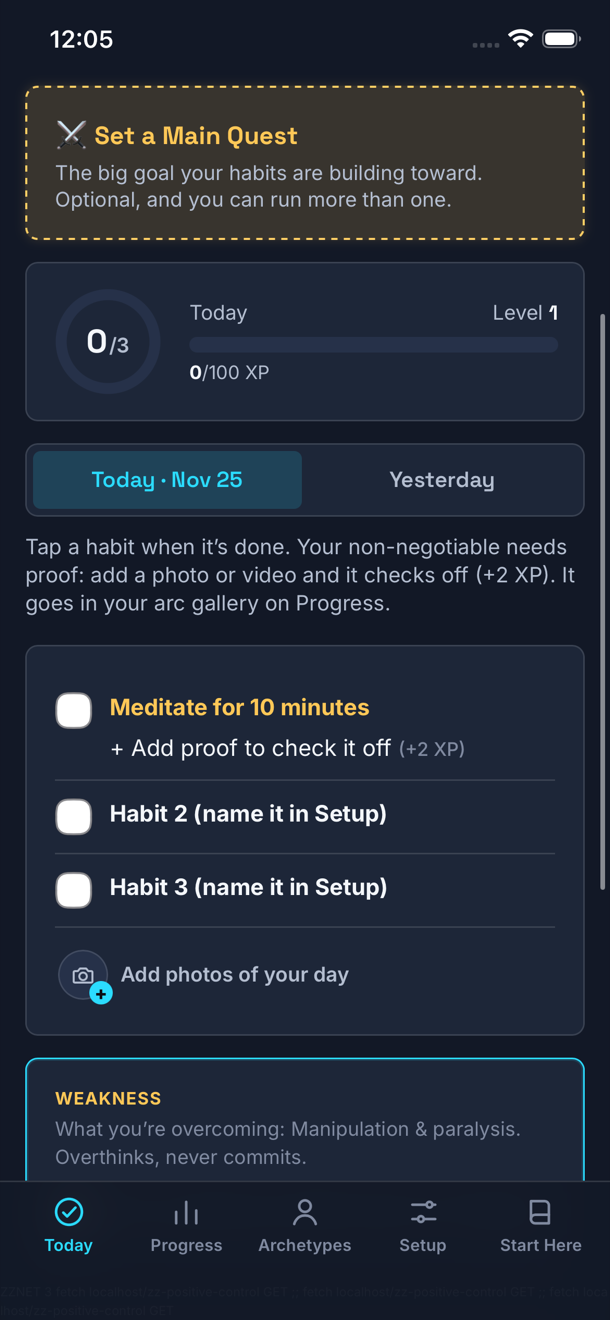 12:05
Set a Main Quest
The big goal your habits are building toward.
Optional, and you can run more than one.
0/3
Today
Level 1
0/100 XP
Today · Nov 25
Yesterday
Tap a habit when it’s done. Your non-negotiable needs
proof: add a photo or video and it checks off (+2 XP). It
goes in your arc gallery on Progress.
Meditate for 10 minutes
+ Add proof to check it off (+2 XP)
Habit 2 (name it in Setup)
Habit 3 (name it in Setup)
Add photos of your day
WEAKNESS
What you’re overcoming: Manipulation & paralysis.
Overthinks, never commits.
Today
Progress
Archetypes
Setup
Start Here